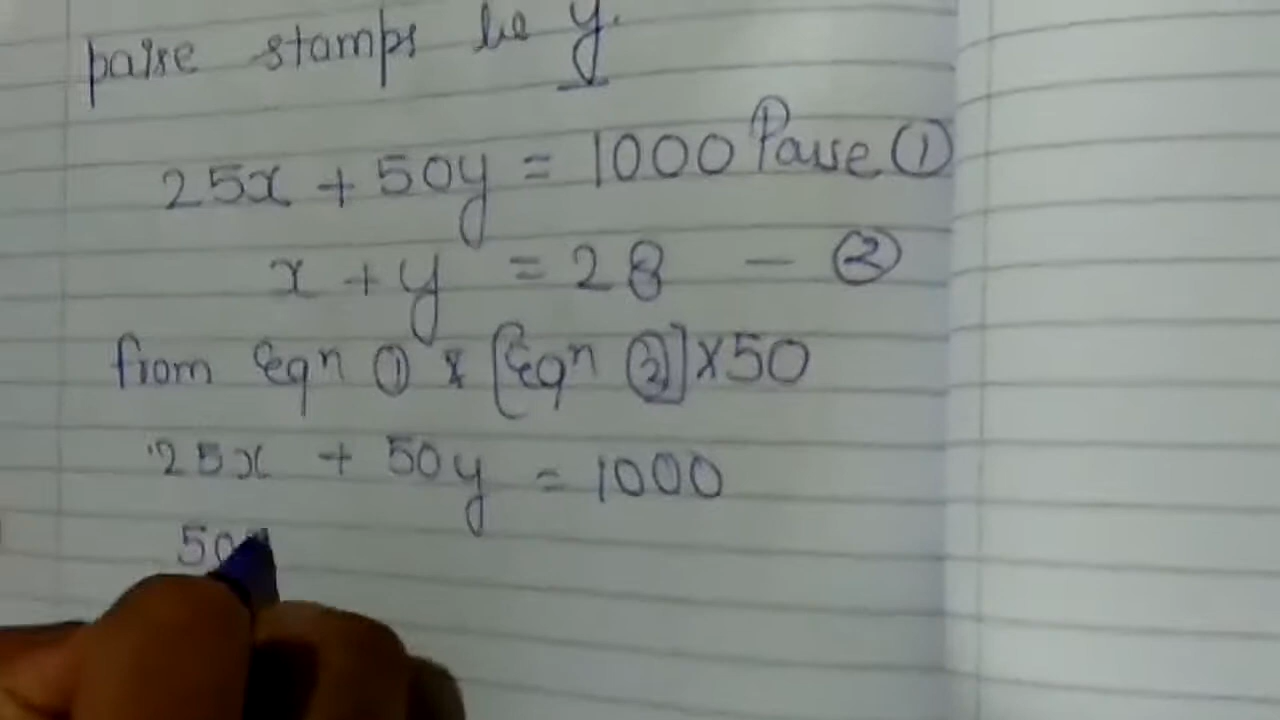 paise stamps be y.
25x + 50y = 1000 Paise ①
x + y = 28 — ②
from Eqn ① & [Eqn ②] × 50
25x + 50y = 1000
50